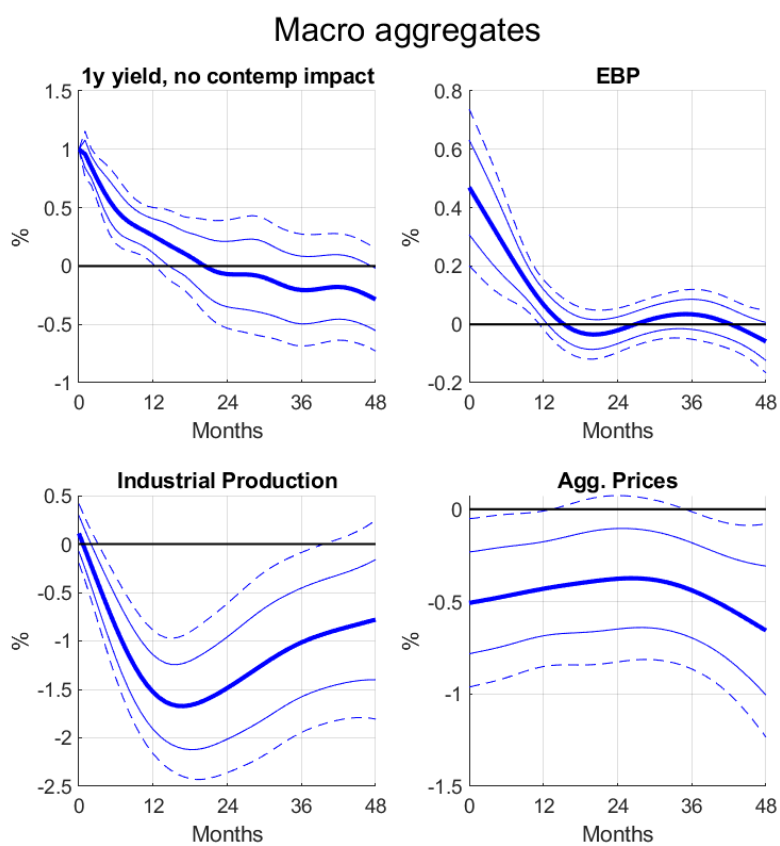 Macro aggregates
1y yield, no contemp impact
EBP
1.5
1
0.5
0
-0.5
-1
%
0 12 24 36 48
Months
0.8
0.6
0.4
0.2
0
-0.2
%
0 12 24 36 48
Months
Industrial Production
Agg. Prices
0.5
0
-0.5
-1
-1.5
-2
-2.5
%
0 12 24 36 48
Months
0
-0.5
-1
-1.5
%
0 12 24 36 48
Months